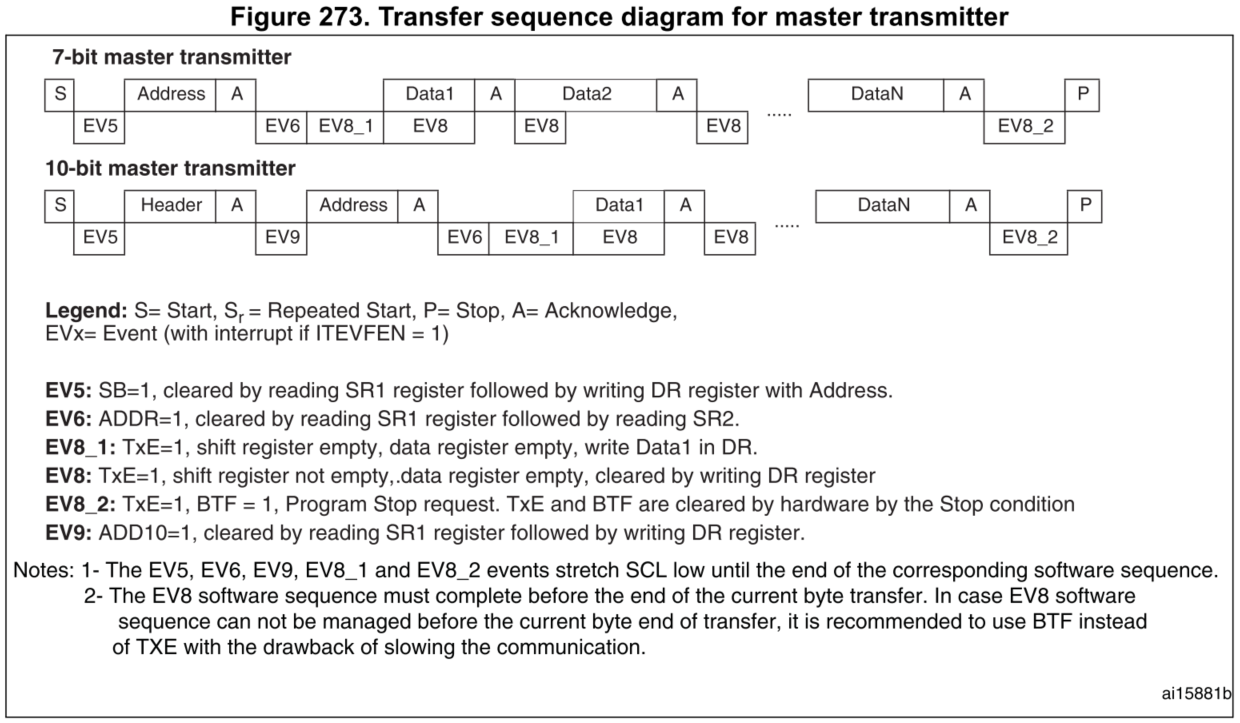 Figure 273. Transfer sequence diagram for master transmitter
7-bit master transmitter
S Address A Data1 A Data2 A ..... DataN A P
EV5 EV6 EV8_1 EV8 EV8 EV8 EV8_2
10-bit master transmitter
S Header A Address A Data1 A ..... DataN A P
EV5 EV9 EV6 EV8_1 EV8 EV8 EV8_2
Legend: S= Start, Sr = Repeated Start, P= Stop, A= Acknowledge,
EVx= Event (with interrupt if ITEVFEN = 1)
EV5: SB=1, cleared by reading SR1 register followed by writing DR register with Address.
EV6: ADDR=1, cleared by reading SR1 register followed by reading SR2.
EV8_1: TxE=1, shift register empty, data register empty, write Data1 in DR.
EV8: TxE=1, shift register not empty,.data register empty, cleared by writing DR register
EV8_2: TxE=1, BTF = 1, Program Stop request. TxE and BTF are cleared by hardware by the Stop condition
EV9: ADD10=1, cleared by reading SR1 register followed by writing DR register.
Notes: 1- The EV5, EV6, EV9, EV8_1 and EV8_2 events stretch SCL low until the end of the corresponding software sequence.
2- The EV8 software sequence must complete before the end of the current byte transfer. In case EV8 software
sequence can not be managed before the current byte end of transfer, it is recommended to use BTF instead
of TXE with the drawback of slowing the communication.
ai15881b